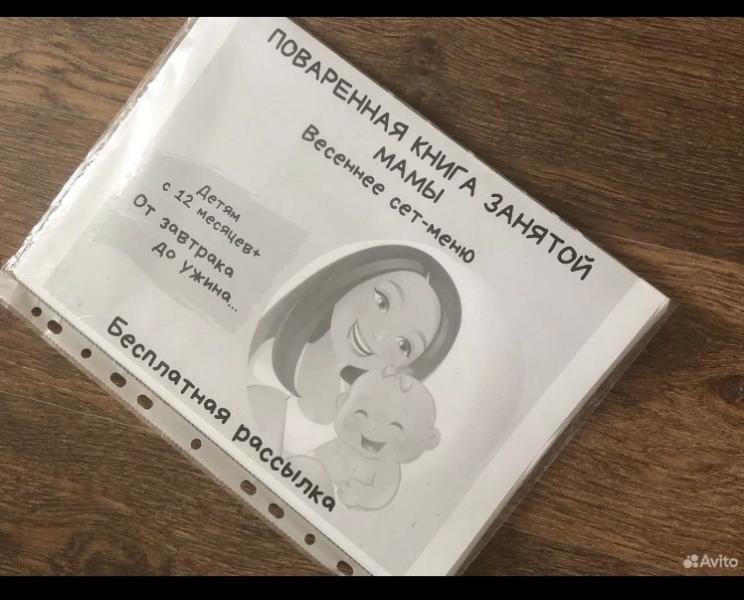 ПОВАРЕННАЯ КНИГА ЗАНЯТОЙ
МАМЫ
Весеннее сет-меню
Детям
с 12 месяцев+
От завтрака
до ужина...
Бесплатная рассылка
Avito